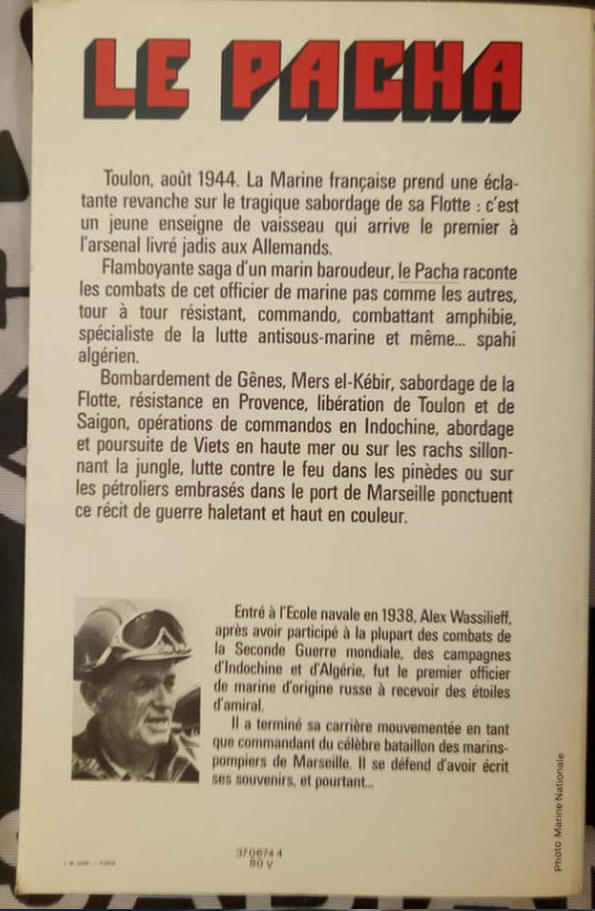 LE PACHA
Toulon, août 1944. La Marine française prend une écla-
tante revanche sur le tragique sabordage de sa Flotte : c'est
un jeune enseigne de vaisseau qui arrive le premier à
l'arsenal livré jadis aux Allemands.
Flamboyante saga d'un marin baroudeur, le Pacha raconte
les combats de cet officier de marine pas comme les autres,
tour à tour résistant, commando, combattant amphibie,
spécialiste de la lutte antisous-marine et même... spahi
algérien.
Bombardement de Gênes, Mers el-Kébir, sabordage de la
Flotte, résistance en Provence, libération de Toulon et de
Saigon, opérations de commandos en Indochine, abordage
et poursuite de Viets en haute mer ou sur les rachs sillon-
nant la jungle, lutte contre le feu dans les pinèdes ou sur
les pétroliers embrasés dans le port de Marseille ponctuent
ce récit de guerre haletant et haut en couleur.
Entré à l'Ecole navale en 1938, Alex Wassilieff,
après avoir participé à la plupart des combats de
la Seconde Guerre mondiale, des campagnes
d'Indochine et d'Algérie, fut le premier officier
de marine d'origine russe à recevoir des étoiles
d'amiral.
Il a terminé sa carrière mouvementée en tant
que commandant du célèbre bataillon des marins-
pompiers de Marseille. Il se défend d'avoir écrit
ses souvenirs, et pourtant...
Photo Marine Nationale
80 V